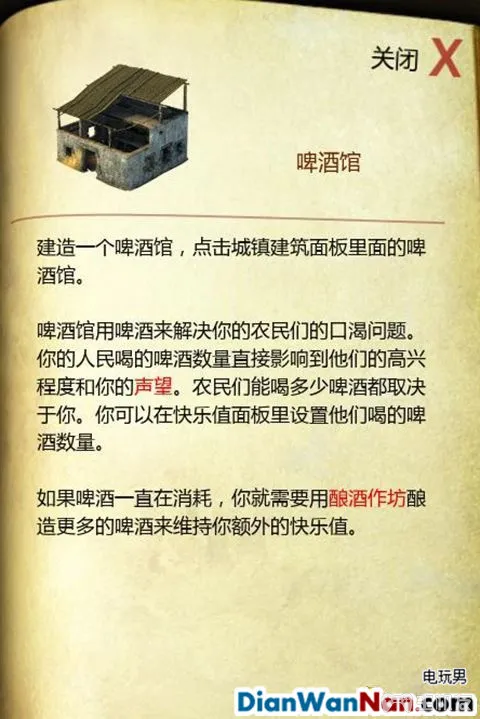 关闭 X
啤酒馆
建造一个啤酒馆，点击城镇建筑面板里面的啤
酒馆。
啤酒馆用啤酒来解决你的农民们的口渴问题。
你的人民喝的啤酒数量直接影响到他们的高兴
程度和你的声望。农民们能喝多少啤酒都取决
于你。你可以在快乐值面板里设置他们喝的啤
酒数量。
如果啤酒一直在消耗，你就需要用酿酒作坊酿
造更多的啤酒来维持你额外的快乐值。
电玩男
DianWanNan.com